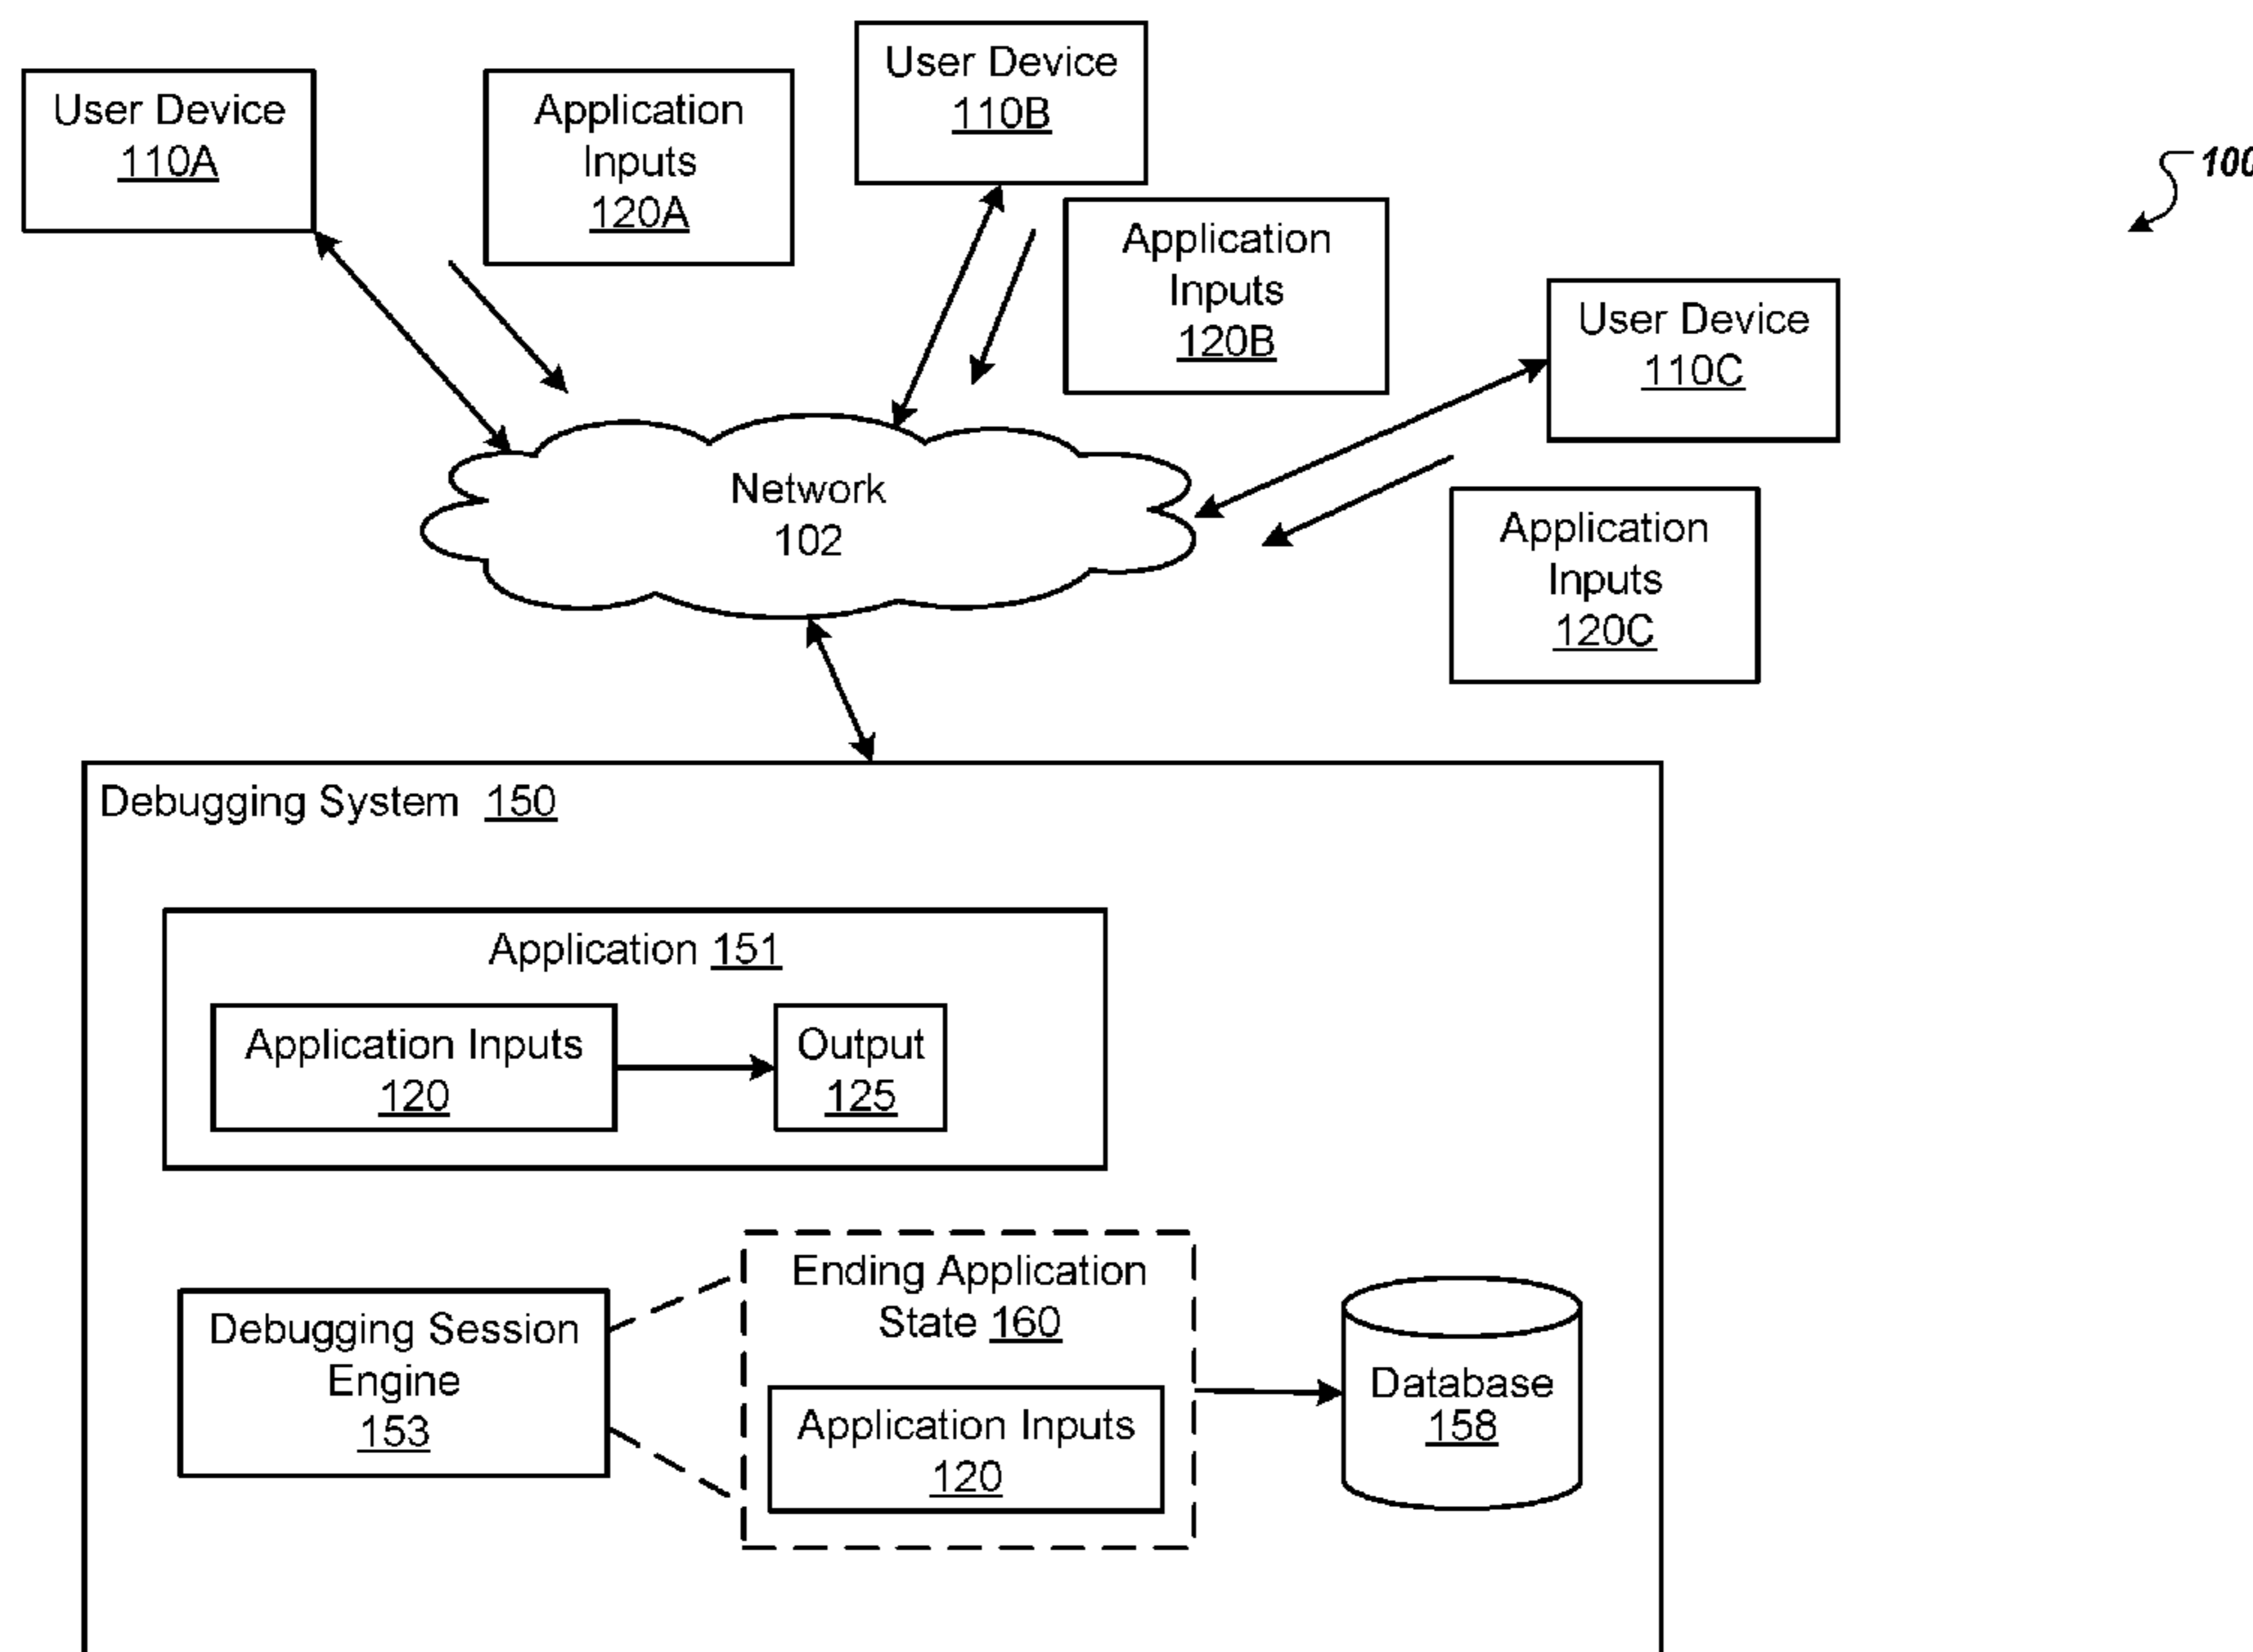 User Device
110A
Application
Inputs
120A
User Device
110B
Application
Inputs
120B
User Device
110C
Application
Inputs
120C
100
Network
102
Debugging System 150
Application 151
Application Inputs
120
Output
125
Debugging Session
Engine
153
Ending Application
State 160
Application Inputs
120
Database
158